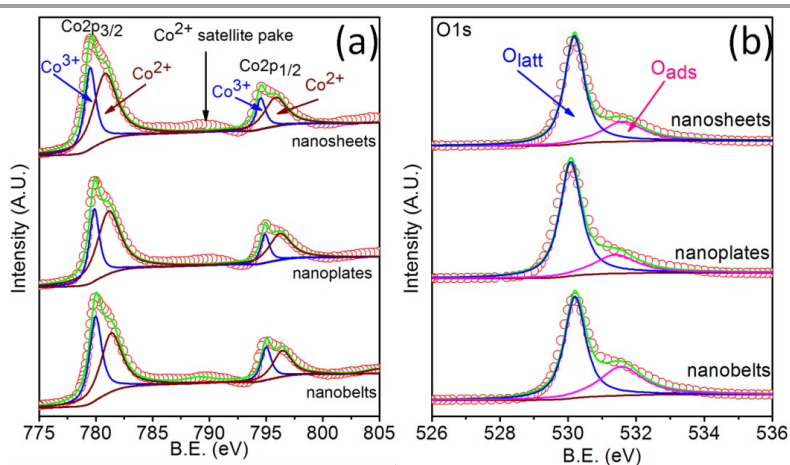 (a)
Co2p3/2
Co2+ satellite pake
Co3+
Co2+
Co2p1/2
Co3+
Co2+
nanosheets
nanoplates
nanobelts
Intensity (A.U.)
775 780 785 790 795 800 805
B.E. (eV)
(b)
O1s
Olatt
Oads
nanosheets
nanoplates
nanobelts
Intensity (A.U.)
526 528 530 532 534 536
B.E. (eV)